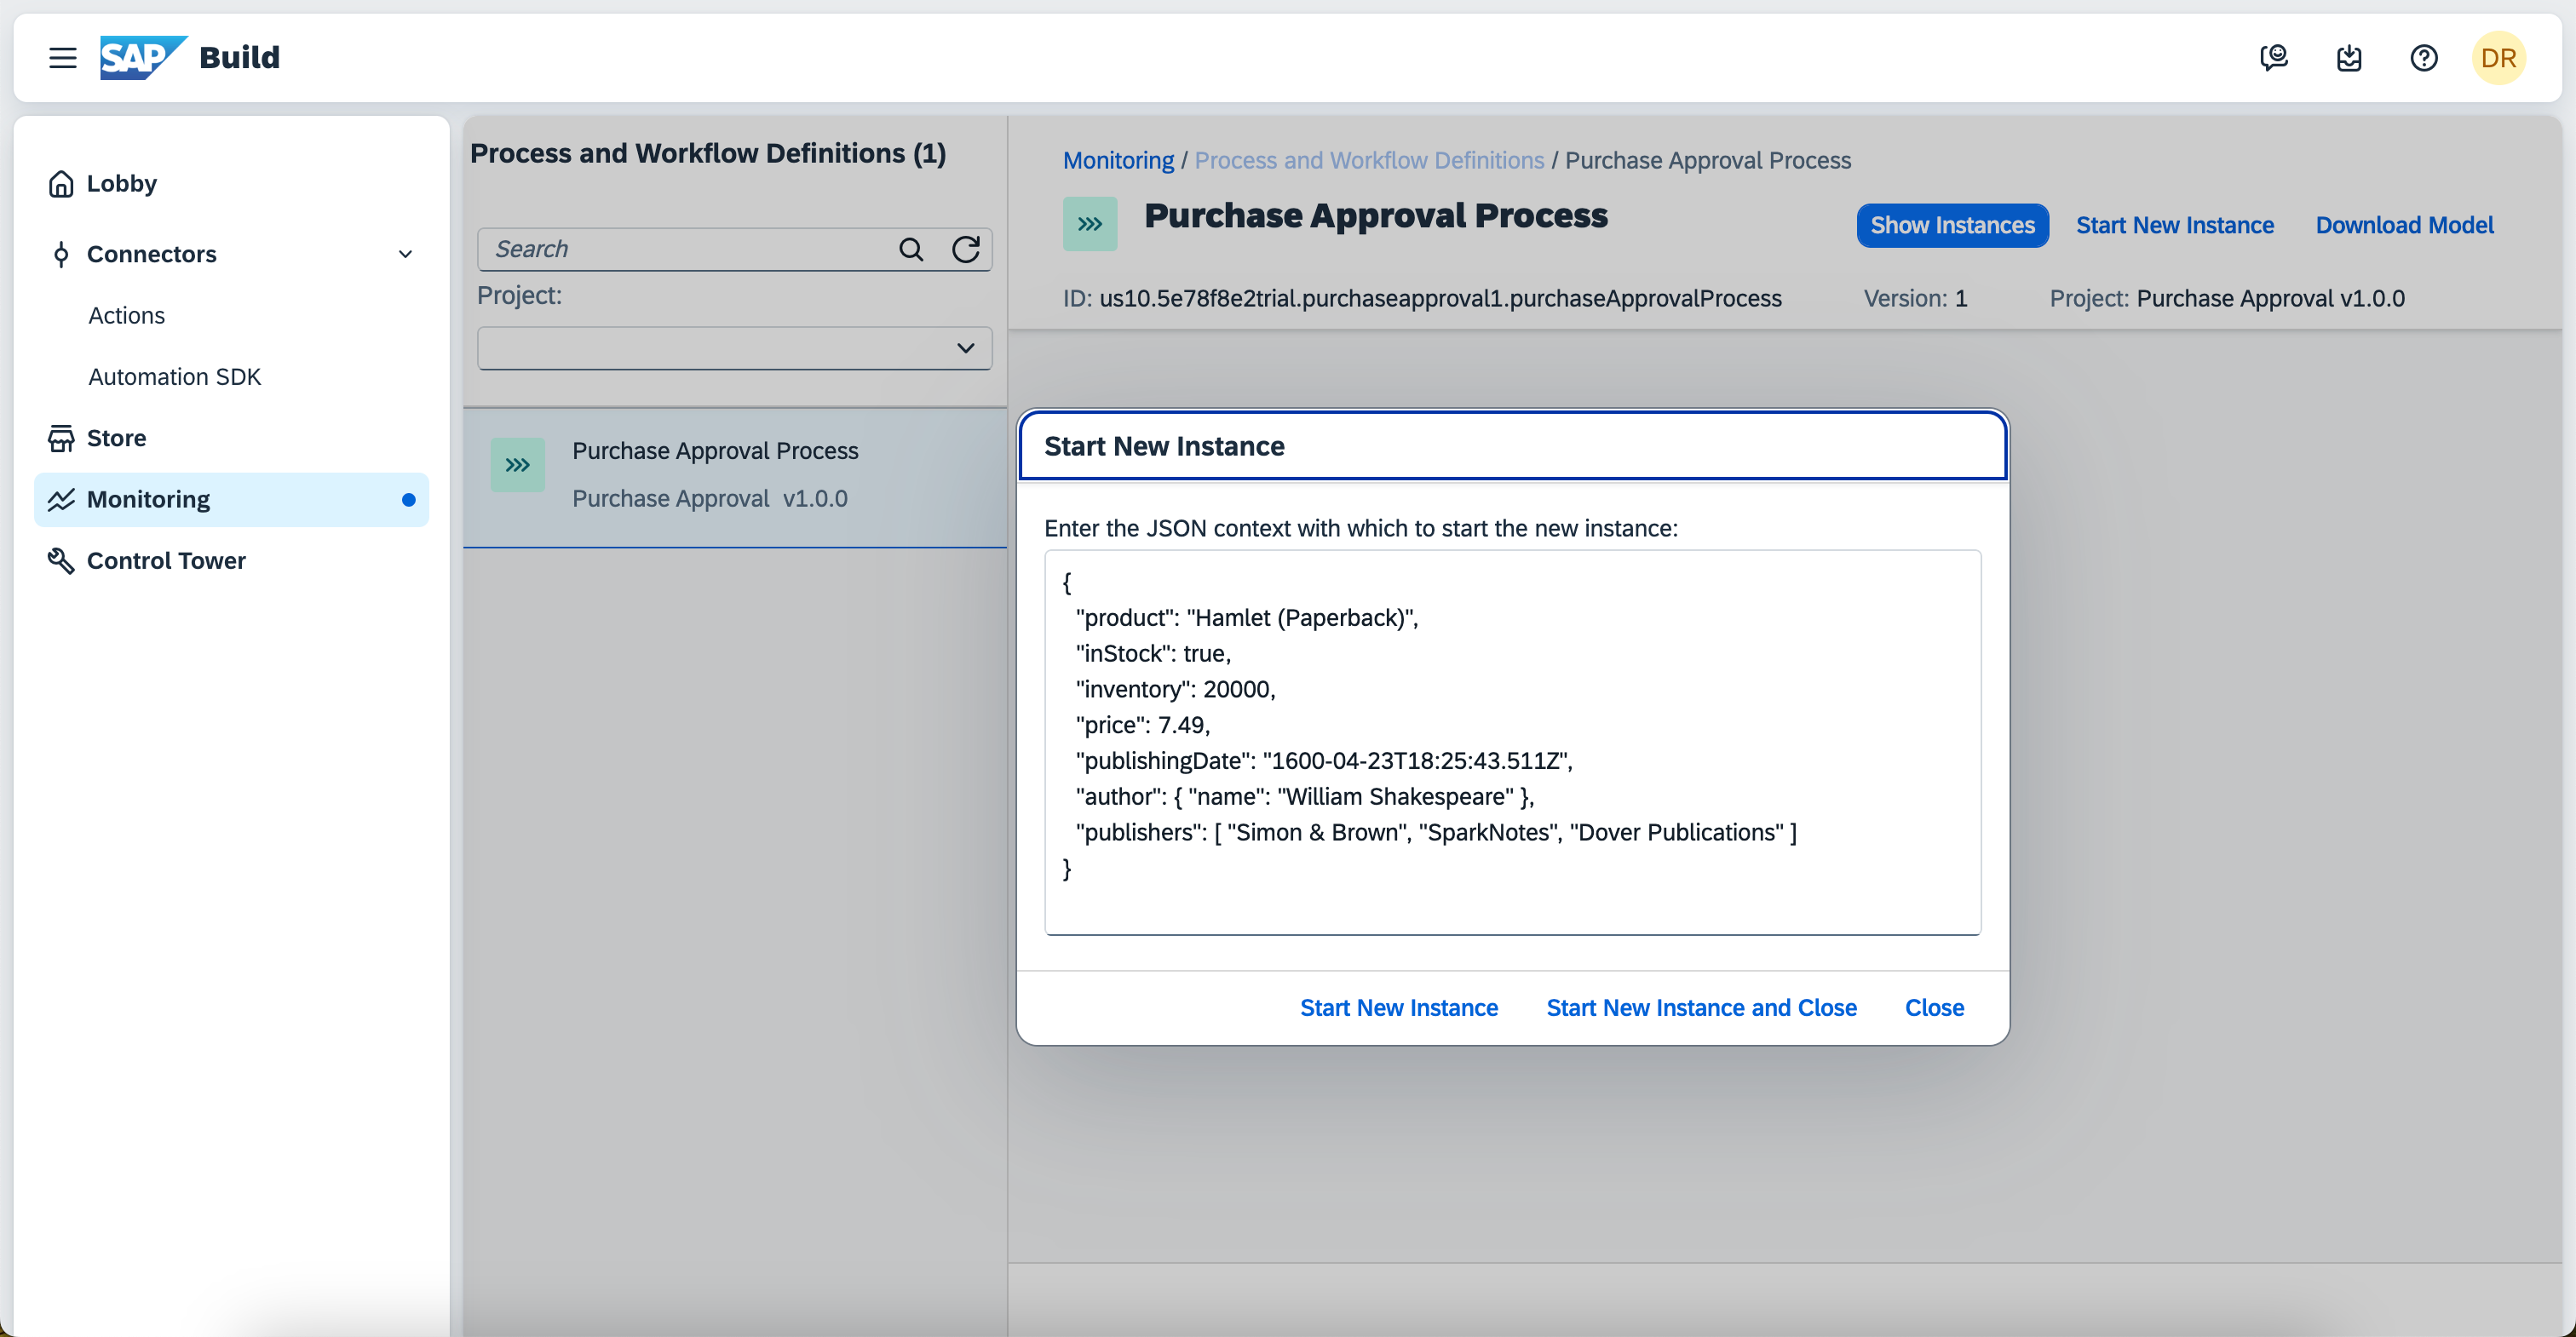 SAP Build
DR
Lobby
Connectors
Actions
Automation SDK
Store
Monitoring
Control Tower
Process and Workflow Definitions (1)
Search
Project:
Purchase Approval Process
Purchase Approval v1.0.0
Monitoring / Process and Workflow Definitions / Purchase Approval Process
Purchase Approval Process
Show Instances Start New Instance Download Model
ID: us10.5e78f8e2trial.purchaseapproval1.purchaseApprovalProcess Version: 1 Project: Purchase Approval v1.0.0
Start New Instance
Enter the JSON context with which to start the new instance:
{
"product": "Hamlet (Paperback)",
"inStock": true,
"inventory": 20000,
"price": 7.49,
"publishingDate": "1600-04-23T18:25:43.511Z",
"author": { "name": "William Shakespeare" },
"publishers": [ "Simon & Brown", "SparkNotes", "Dover Publications" ]
}
Start New Instance Start New Instance and Close Close